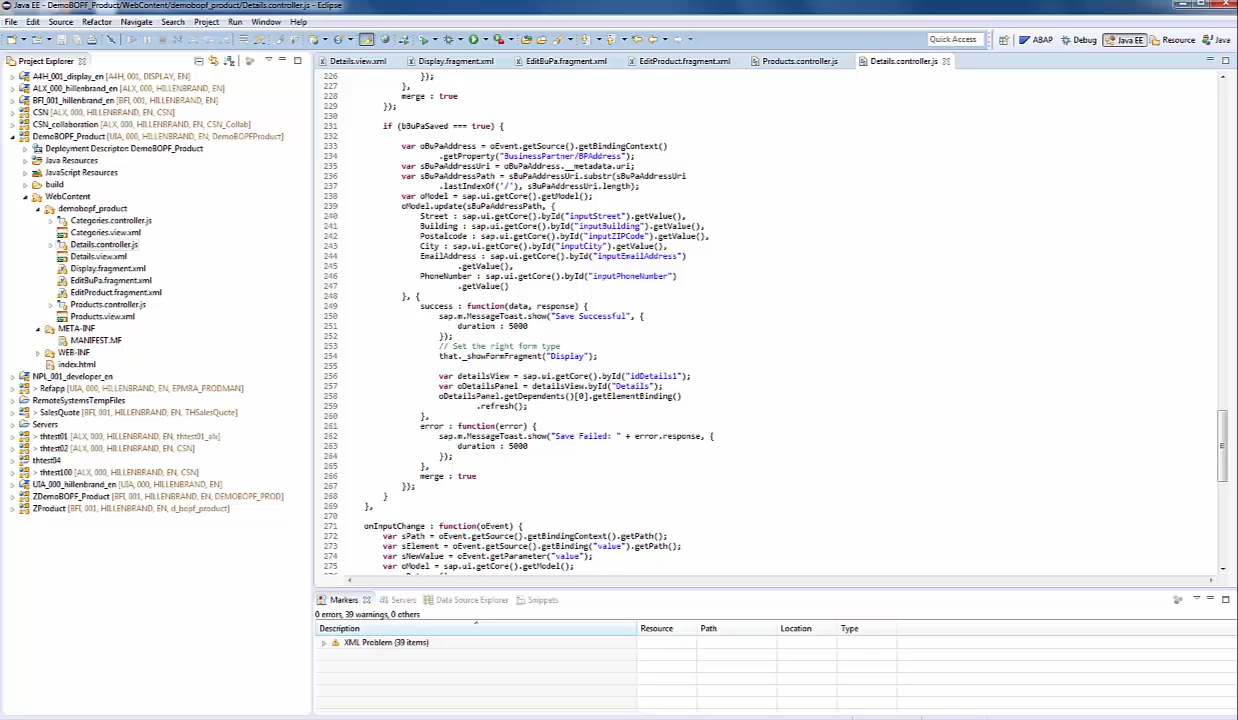 Java EE - DemoBOPF_Product/WebContent/demobopf_product/Details.controller.js - Eclipse
File Edit Source Refactor Navigate Search Project Run Window Help
Quick Access ABAP Debug Java EE Resource Java
Project Explorer
A4H_001_display_en [A4H, 001, DISPLAY, EN]
ALX_000_hillenbrand_en [ALX, 000, HILLENBRAND, EN]
BFI_001_hillenbrand_en [BFI, 001, HILLENBRAND, EN]
CSN [ALX, 000, HILLENBRAND, EN, CSN]
CSN_collaboration [ALX, 000, HILLENBRAND, EN, CSN_Collab]
DemoBOPF_Product [UIA, 000, HILLENBRAND, EN, DEMOBOPFProduct]
Deployment Descriptor: DemoBOPF_Product
Java Resources
JavaScript Resources
build
WebContent
demobopf_product
Categories.controller.js
Categories.view.xml
Details.controller.js
Details.view.xml
Display.fragment.xml
EditBuPa.fragment.xml
EditProduct.fragment.xml
Products.controller.js
Products.view.xml
META-INF
MANIFEST.MF
WEB-INF
index.html
NPL_001_developer_en
> Refapp [UIA, 000, HILLENBRAND, EN, EPMRA_PRODMAN]
RemoteSystemsTempFiles
> SalesQuote [BFI, 001, HILLENBRAND, EN, THSalesQuote]
Servers
> thtest01 [ALX, 000, HILLENBRAND, EN, thtest01_alx]
> thtest02 [ALX, 000, HILLENBRAND, EN, CSN]
thtest04
> thtest100 [ALX, 000, HILLENBRAND, EN, CSN]
UIA_000_hillenbrand_en [UIA, 000, HILLENBRAND, EN]
ZDemoBOPF_Product [BFI, 001, HILLENBRAND, EN, DEMOBOPF_PROD]
ZProduct [BFI, 001, HILLENBRAND, EN, d_bopf_product]
Details.view.xml Display.fragment.xml EditBuPa.fragment.xml EditProduct.fragment.xml Products.controller.js Details.controller.js
226 });
227 },
228 merge : true
229 });
230
231 if (bBuPaSaved === true) {
232
233 var oBuPaAddress = oEvent.getSource().getBindingContext()
234 .getProperty("BusinessPartner/BPAddress");
235 var sBuPaAddressUri = oBuPaAddress.__metadata.uri;
236 var sBuPaAddressPath = sBuPaAddressUri.substr(sBuPaAddressUri
237 .lastIndexOf('/'), sBuPaAddressUri.length);
238 var oModel = sap.ui.getCore().getModel();
239 oModel.update(sBuPaAddressPath, {
240 Street : sap.ui.getCore().byId("inputStreet").getValue(),
241 Building : sap.ui.getCore().byId("inputBuilding").getValue(),
242 Postalcode : sap.ui.getCore().byId("inputZIPCode").getValue(),
243 City : sap.ui.getCore().byId("inputCity").getValue(),
244 EmailAddress : sap.ui.getCore().byId("inputEmailAddress")
245 .getValue(),
246 PhoneNumber : sap.ui.getCore().byId("inputPhoneNumber")
247 .getValue()
248 }, {
249 success : function(data, response) {
250 sap.m.MessageToast.show("Save Successful", {
251 duration : 5000
252 });
253 // Set the right form type
254 that._showFormFragment("Display");
255
256 var detailsView = sap.ui.getCore().byId("idDetails1");
257 var oDetailsPanel = detailsView.byId("Details");
258 oDetailsPanel.getDependents()[0].getElementBinding()
259 .refresh();
260 },
261 error : function(error) {
262 sap.m.MessageToast.show("Save Failed: " + error.response, {
263 duration : 5000
264 });
265 },
266 merge : true
267 });
268 }
269 },
270
271 onInputChange : function(oEvent) {
272 var sPath = oEvent.getSource().getBindingContext().getPath();
273 var sElement = oEvent.getSource().getBinding("value").getPath();
274 var sNewValue = oEvent.getParameter("value");
275 var oModel = sap.ui.getCore().getModel();
Markers Servers Data Source Explorer Snippets
0 errors, 39 warnings, 0 others
Description Resource Path Location Type
XML Problem (39 items)